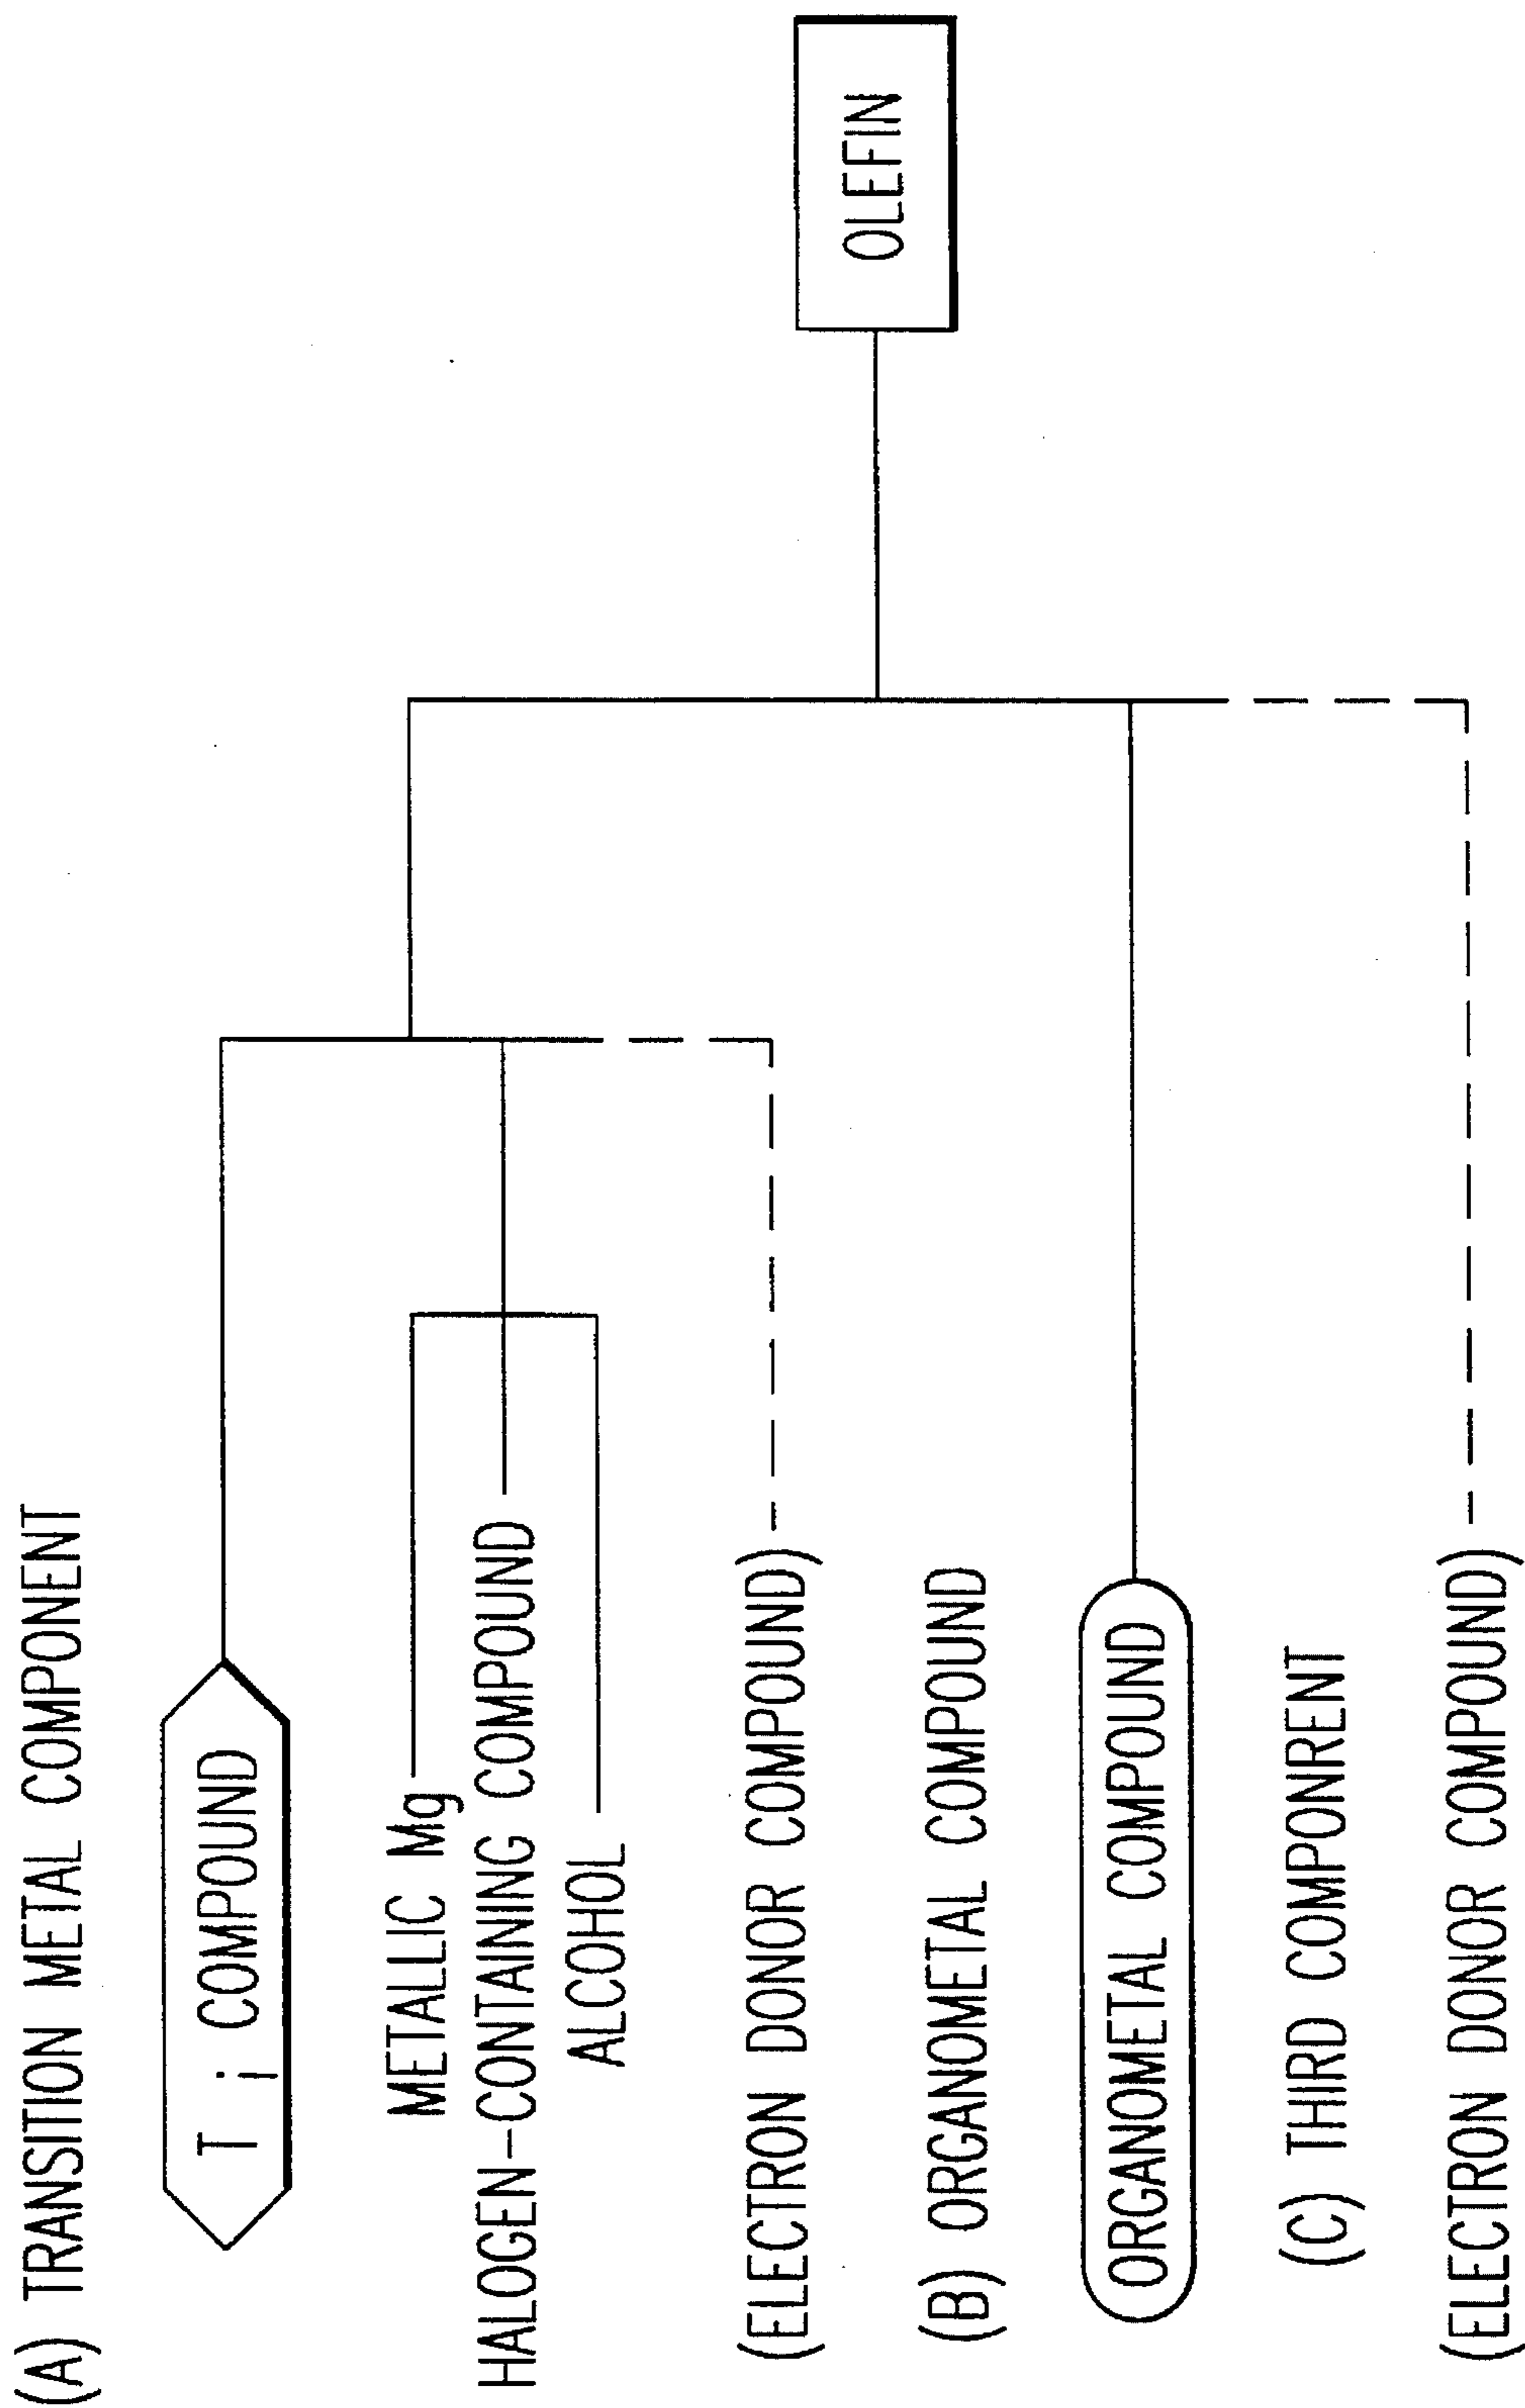 (A) TRANSITION METAL COMPONENT
Ti COMPOUND
METALLIC Mg
HALOGEN-CONTAINING COMPOUND
ALCOHOL
(ELECTRON DONOR COMPOUND)
(B) ORGANOMETAL COMPOUND
ORGANOMETAL COMPOUND
(C) THIRD COMPONRENT
(ELECTRON DONOR COMPOUND)
OLEFIN